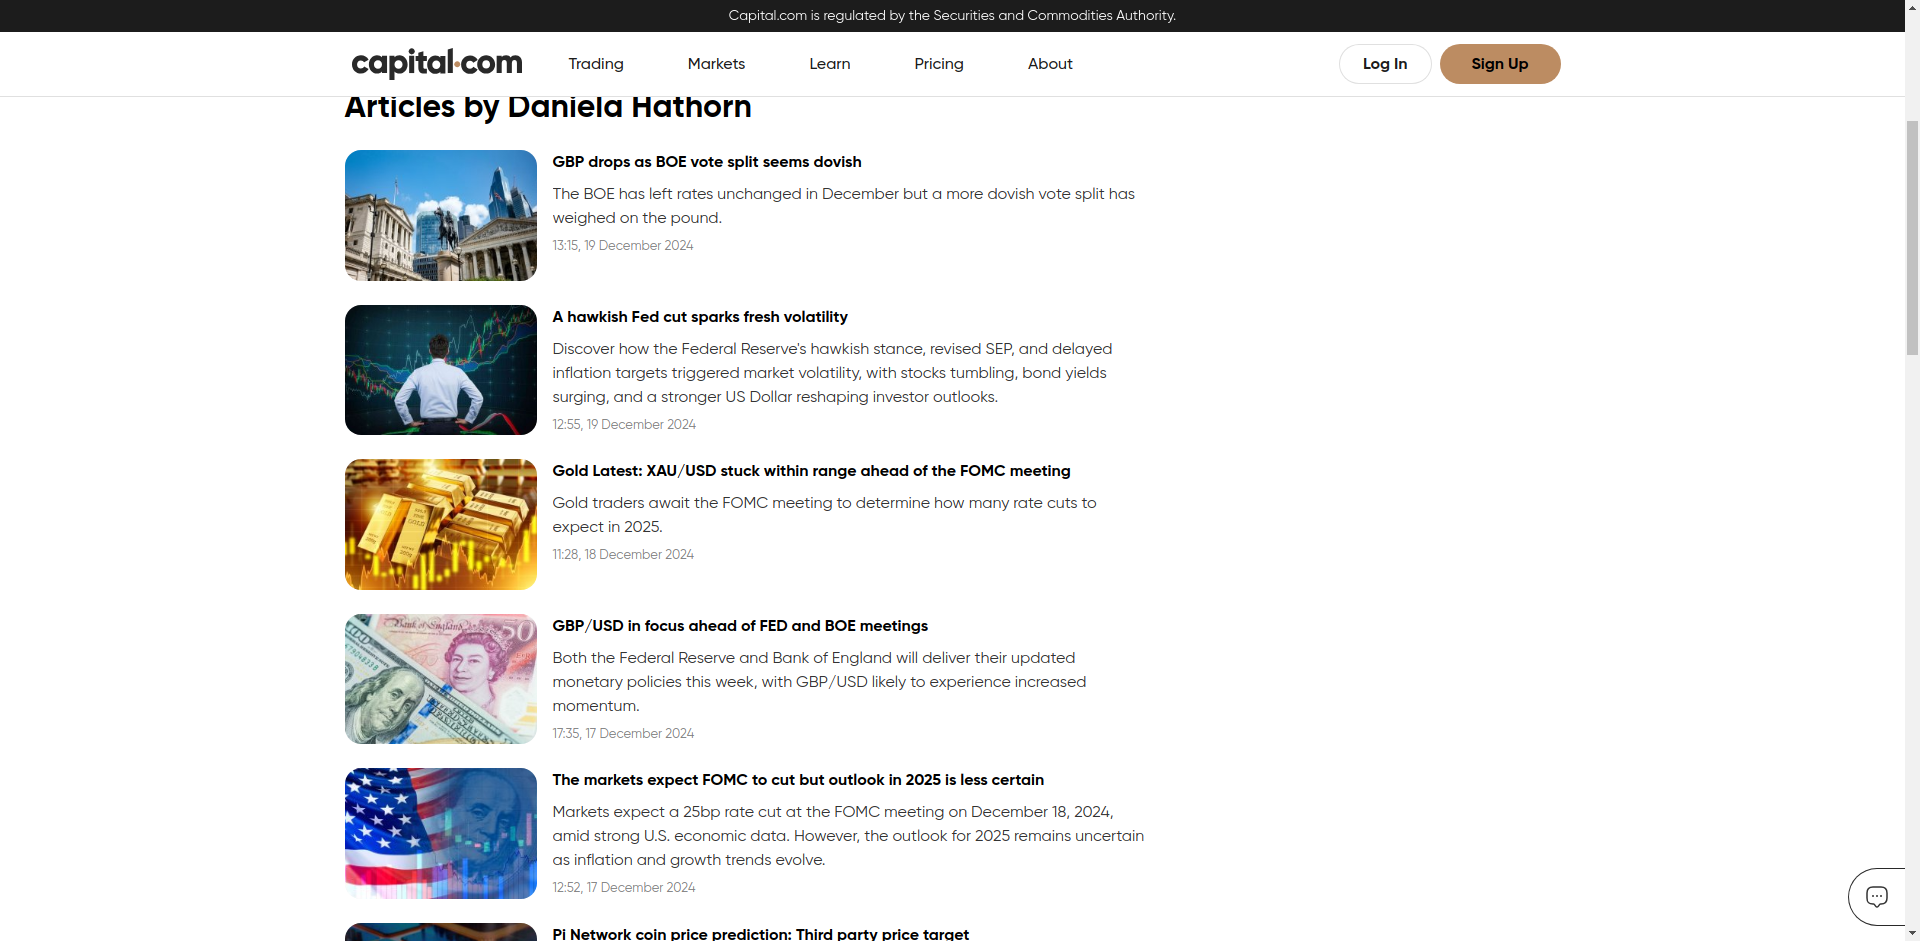 Capital.com is regulated by the Securities and Commodities Authority.
capital.com
Trading
Markets
Learn
Pricing
About
Log In
Sign Up
Articles by Daniela Hathorn
GBP drops as BOE vote split seems dovish
The BOE has left rates unchanged in December but a more dovish vote split has
weighed on the pound.
13:15, 19 December 2024
A hawkish Fed cut sparks fresh volatility
Discover how the Federal Reserve's hawkish stance, revised SEP, and delayed
inflation targets triggered market volatility, with stocks tumbling, bond yields
surging, and a stronger US Dollar reshaping investor outlooks.
12:55, 19 December 2024
Gold Latest: XAU/USD stuck within range ahead of the FOMC meeting
Gold traders await the FOMC meeting to determine how many rate cuts to
expect in 2025.
11:28, 18 December 2024
Bank of England
50
GBP/USD in focus ahead of FED and BOE meetings
Both the Federal Reserve and Bank of England will deliver their updated
monetary policies this week, with GBP/USD likely to experience increased
momentum.
17:35, 17 December 2024
The markets expect FOMC to cut but outlook in 2025 is less certain
Markets expect a 25bp rate cut at the FOMC meeting on December 18, 2024,
amid strong U.S. economic data. However, the outlook for 2025 remains uncertain
as inflation and growth trends evolve.
12:52, 17 December 2024
Pi Network coin price prediction: Third party price target